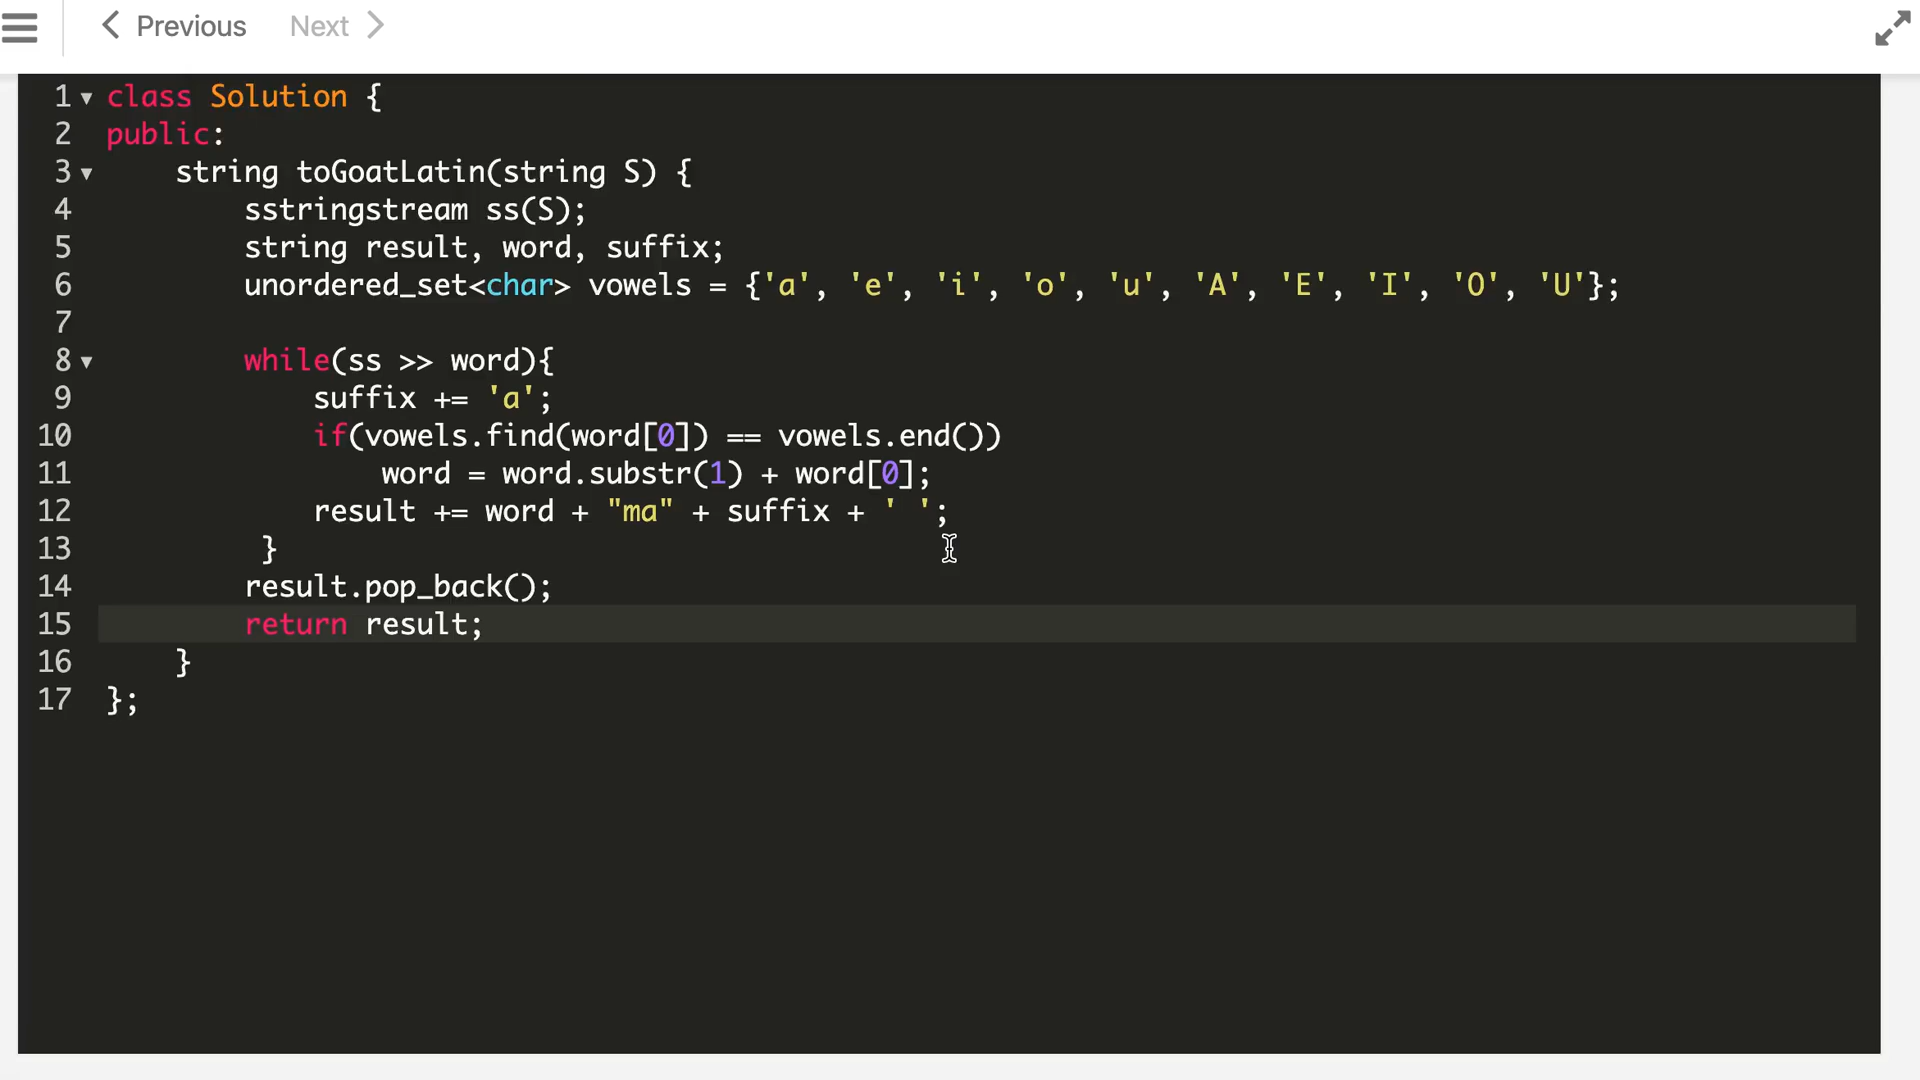 Previous Next
1 class Solution {
2 public:
3 string toGoatLatin(string S) {
4 sstringstream ss(S);
5 string result, word, suffix;
6 unordered_set<char> vowels = {'a', 'e', 'i', 'o', 'u', 'A', 'E', 'I', 'O', 'U'};
7
8 while(ss >> word){
9 suffix += 'a';
10 if(vowels.find(word[0]) == vowels.end())
11 word = word.substr(1) + word[0];
12 result += word + "ma" + suffix + ' ';
13 }
14 result.pop_back();
15 return result;
16 }
17 };